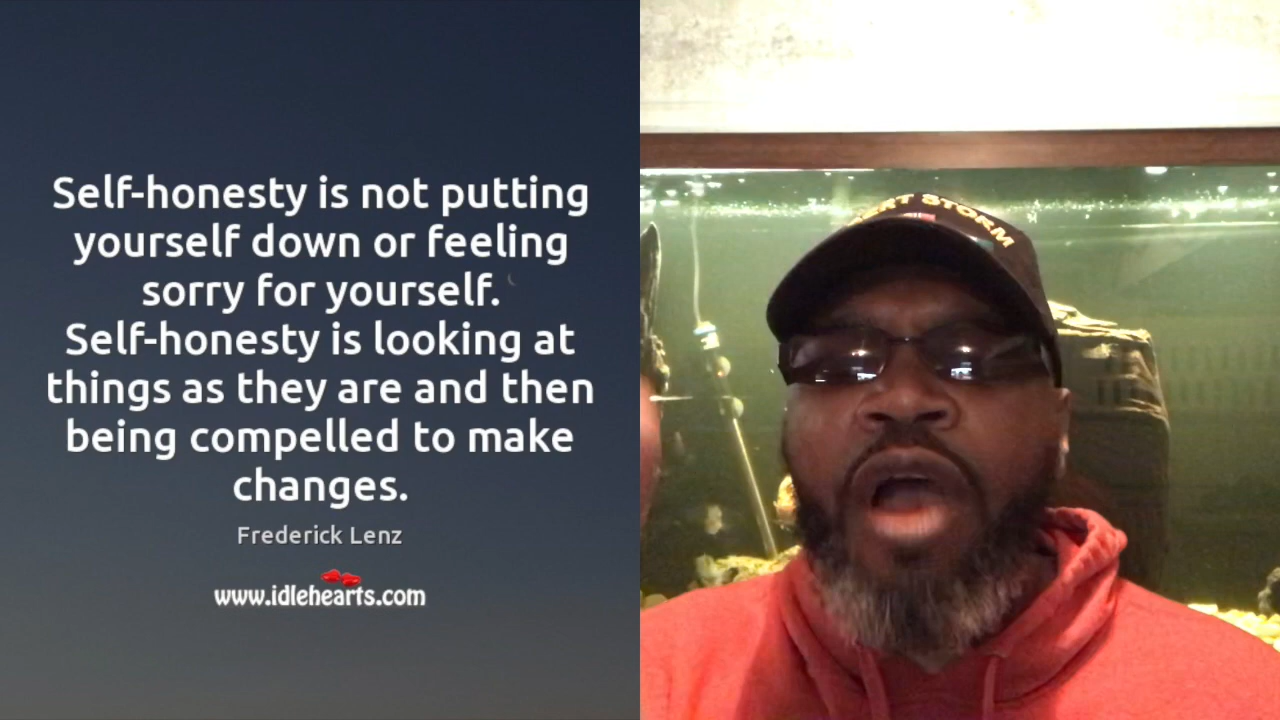 Self-honesty is not putting
yourself down or feeling
sorry for yourself.
Self-honesty is looking at
things as they are and then
being compelled to make
changes.
Frederick Lenz
www.idlehearts.com
STORM